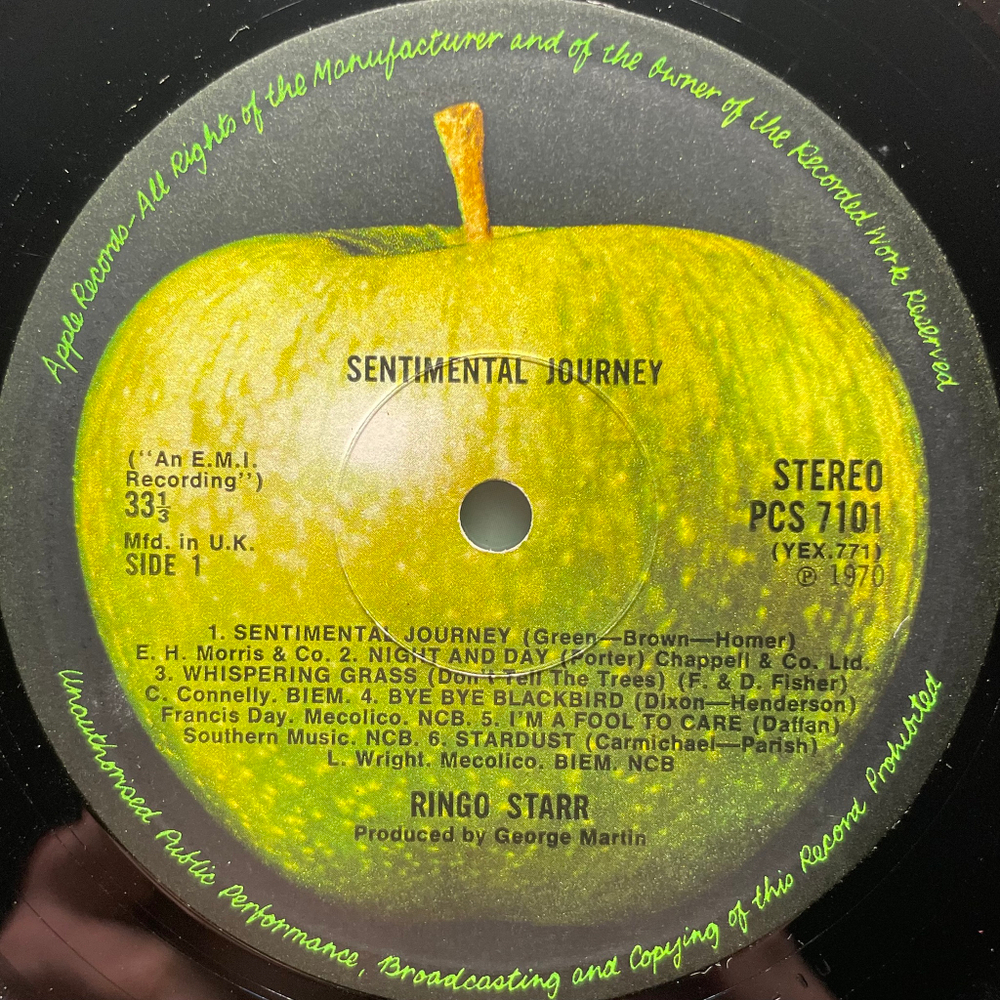 Apple Records—All Rights of the Manufacturer and of the Owner of the Recorded Work Reserved
SENTIMENTAL JOURNEY
(“An E.M.I.
Recording”)
33⅓
Mfd. in U.K.
SIDE 1
STEREO
PCS 7101
(YEX.771)
℗ 1970
1. SENTIMENTAL JOURNEY (Green—Brown—Homer)
E. H. Morris & Co. 2. NIGHT AND DAY (Porter) Chappell & Co. Ltd.
3. WHISPERING GRASS (Don't Tell The Trees) (F. & D. Fisher)
C. Connelly. BIEM. 4. BYE BYE BLACKBIRD (Dixon—Henderson)
Francis Day. Mecolico. NCB. 5. I'M A FOOL TO CARE (Daffan)
Southern Music. NCB. 6. STARDUST (Carmichael—Parish)
L. Wright. Mecolico. BIEM. NCB
RINGO STARR
Produced by George Martin
Unauthorised Public Performance, Broadcasting and Copying of this Record Prohibited